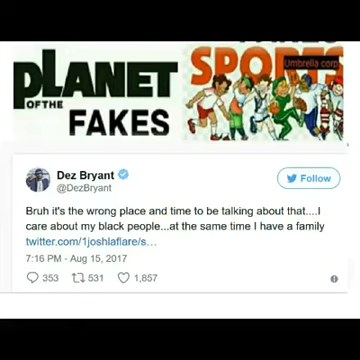 PLANET
OF THE
FAKES
SPORTS
Umbrella corp
Dez Bryant
@DezBryant
Follow
Bruh it's the wrong place and time to be talking about that....I
care about my black people...at the same time I have a family
twitter.com/1joshlaflare/s...
7:16 PM - Aug 15, 2017
353 531 1,857